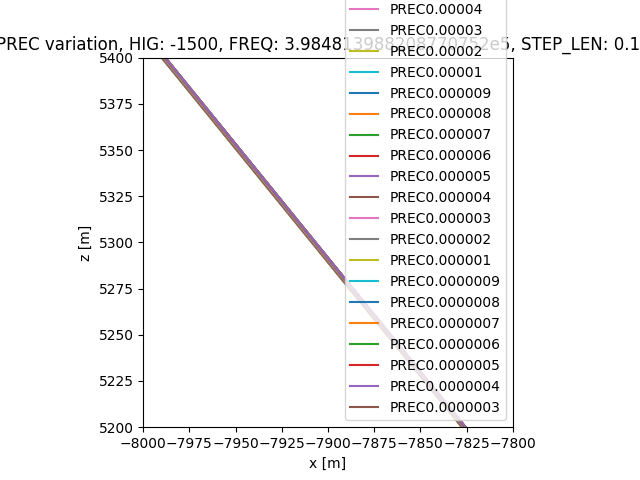 PREC variation, HIG: -1500, FREQ: 3.984813988208770752e5, STEP_LEN: 0.1
PREC0.00004
PREC0.00003
PREC0.00002
PREC0.00001
PREC0.000009
PREC0.000008
PREC0.000007
PREC0.000006
PREC0.000005
PREC0.000004
PREC0.000003
PREC0.000002
PREC0.000001
PREC0.0000009
PREC0.0000008
PREC0.0000007
PREC0.0000006
PREC0.0000005
PREC0.0000004
PREC0.0000003
5400
5375
5350
5325
5300
5275
5250
5225
5200
z [m]
−8000 −7975 −7950 −7925 −7900 −7875 −7850 −7825 −7800
x [m]